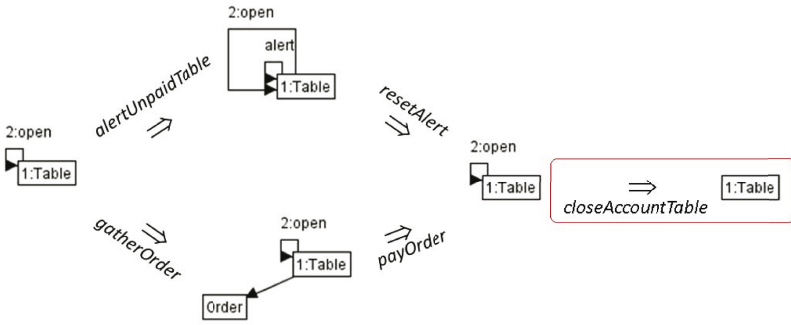 2:open
alert
1:Table
alertUnpaidTable
resetAlert
2:open
1:Table
2:open
1:Table
1:Table
closeAccountTable
gatherOrder
2:open
1:Table
payOrder
Order